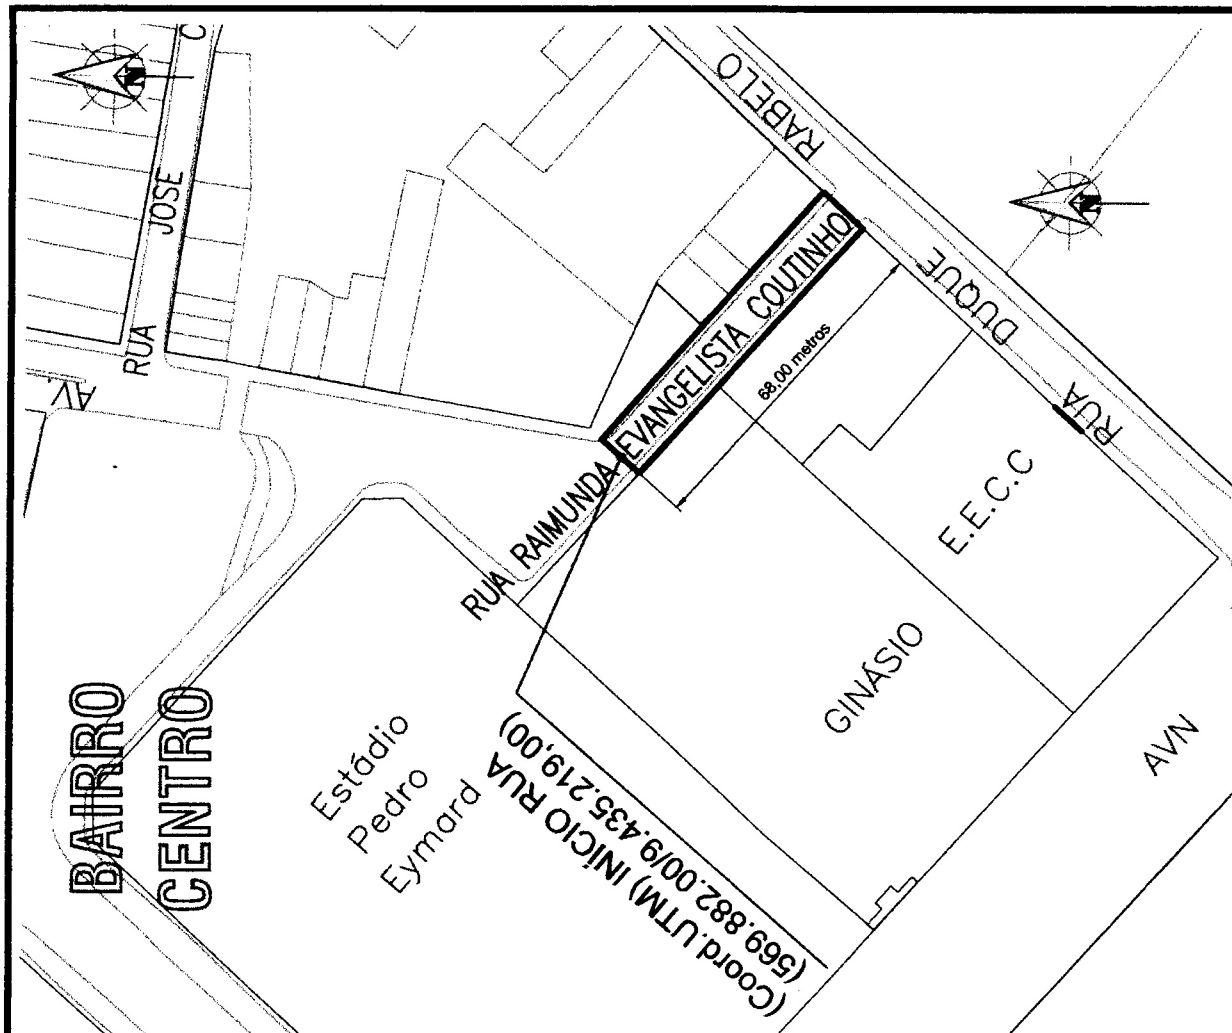 BAIRRO
CENTRO
AV.
RUA JOSE C
N
N
RUA DUQUE RABELO
RUA RAIMUNDA EVANGELISTA COUTINHO
68,00 metros
E.E.C.C
GINÁSIO
AVN
Estádio
Pedro
Eymard
(Coord.UTM) INÍCIO RUA
(569.882.00/9.435.219,00)